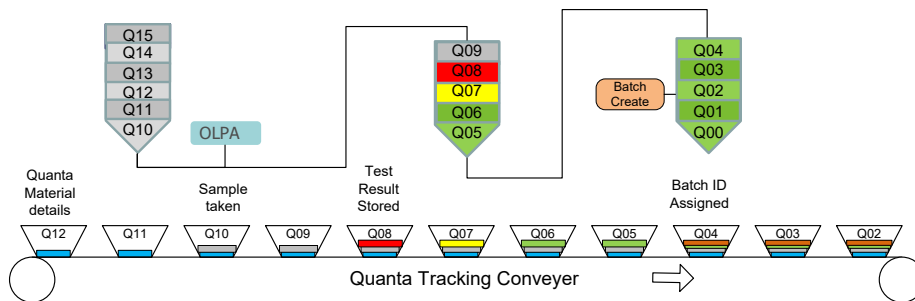 Q15
Q14
Q13
Q12
Q11
Q10
OLPA
Q09
Q08
Q07
Q06
Q05
Batch
Create
Q04
Q03
Q02
Q01
Q00
Quanta
Material
details
Sample
taken
Test
Result
Stored
Batch ID
Assigned
Q12
Q11
Q10
Q09
Q08
Q07
Q06
Q05
Q04
Q03
Q02
Quanta Tracking Conveyer